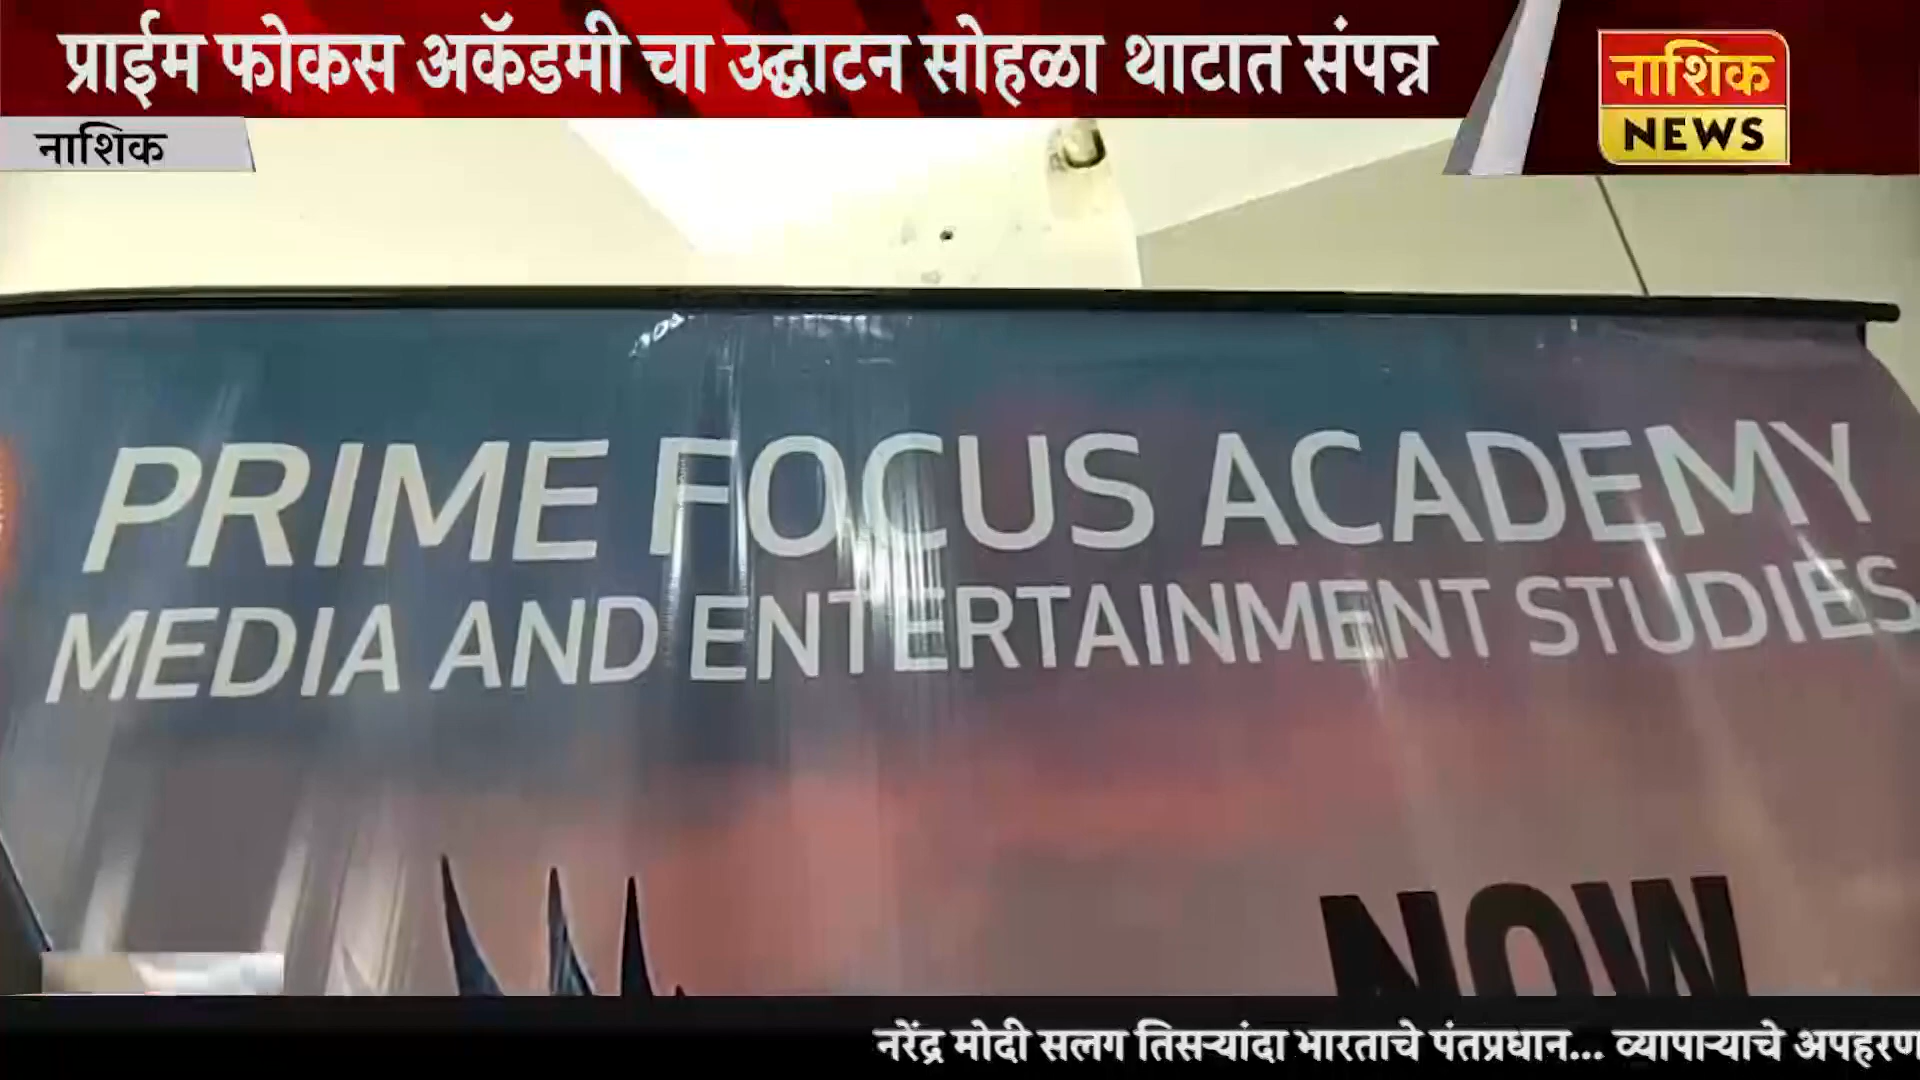 प्राईम फोकस अकॅडमी चा उद्घाटन सोहळा थाटात संपन्न
नाशिक
NEWS
नाशिक
PRIME FOCUS ACADEMY
MEDIA AND ENTERTAINMENT STUDIES
NOW
नरेंद्र मोदी सलग तिसऱ्यांदा भारताचे पंतप्रधान... व्यापाऱ्याचे अपहरण